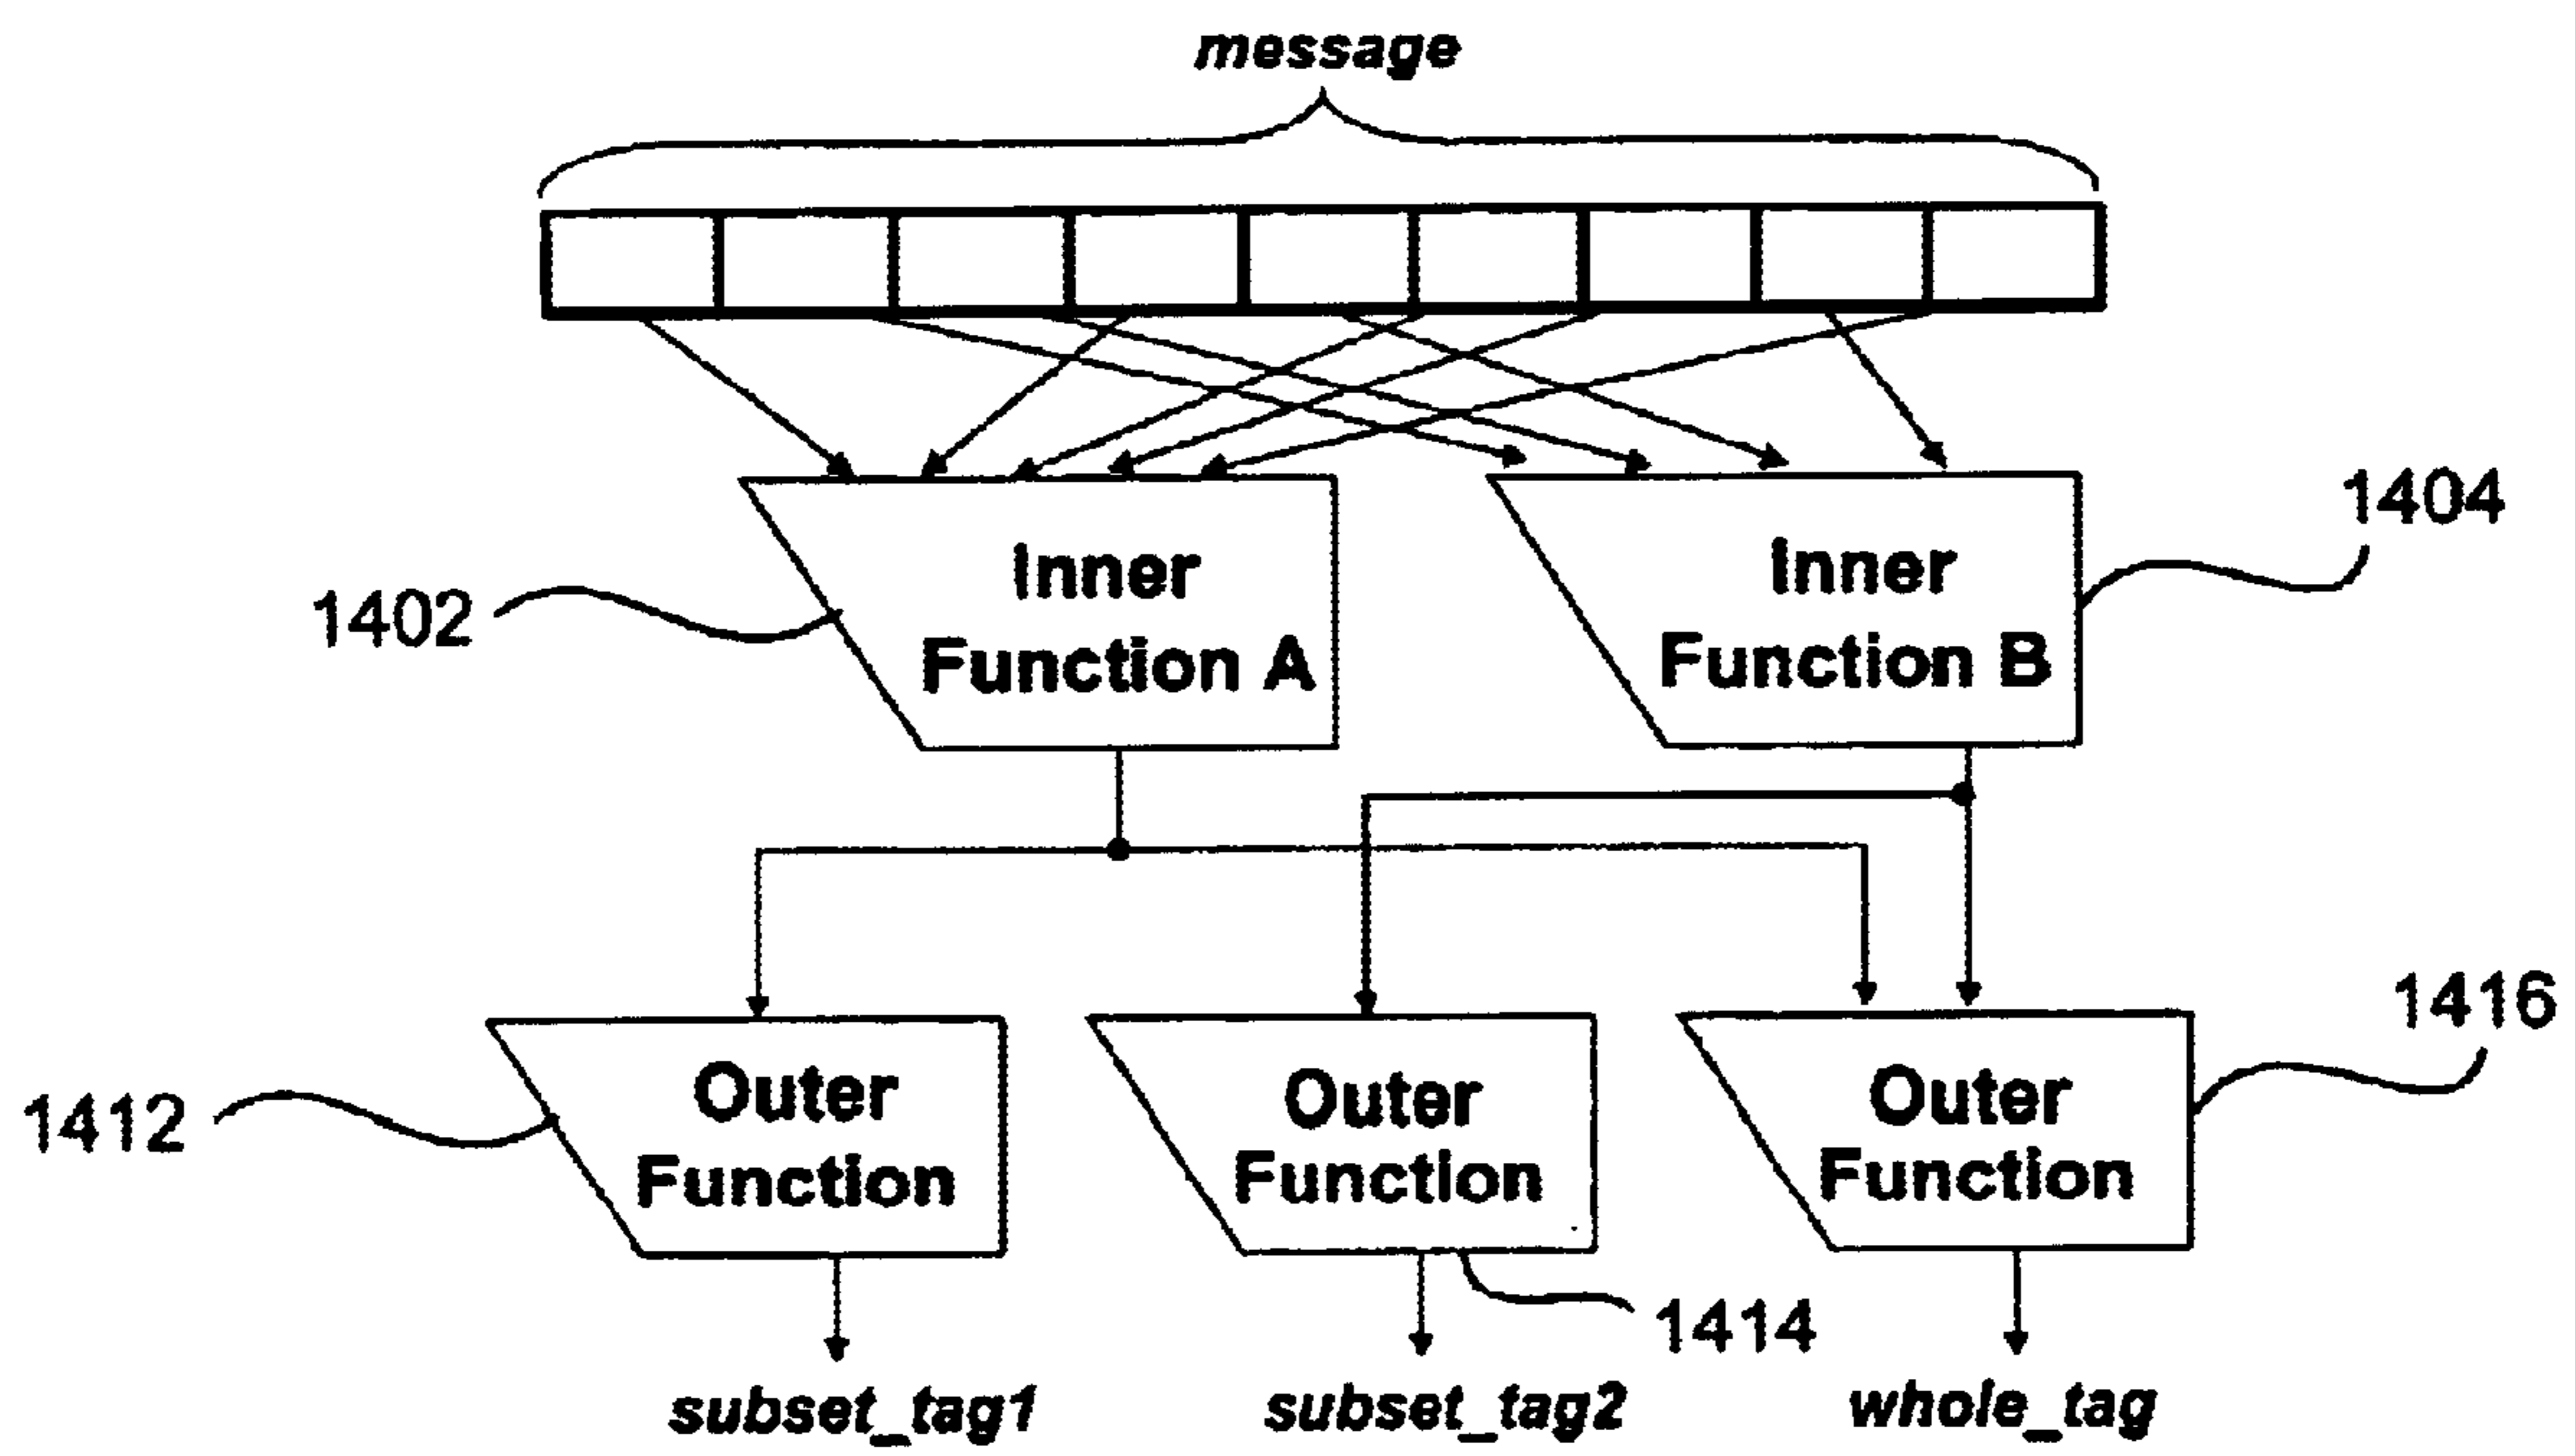 message
Inner
Function A
Inner
Function B
1402
1404
Outer
Function
Outer
Function
Outer
Function
1412
1414
1416
subset_tag1
subset_tag2
whole_tag